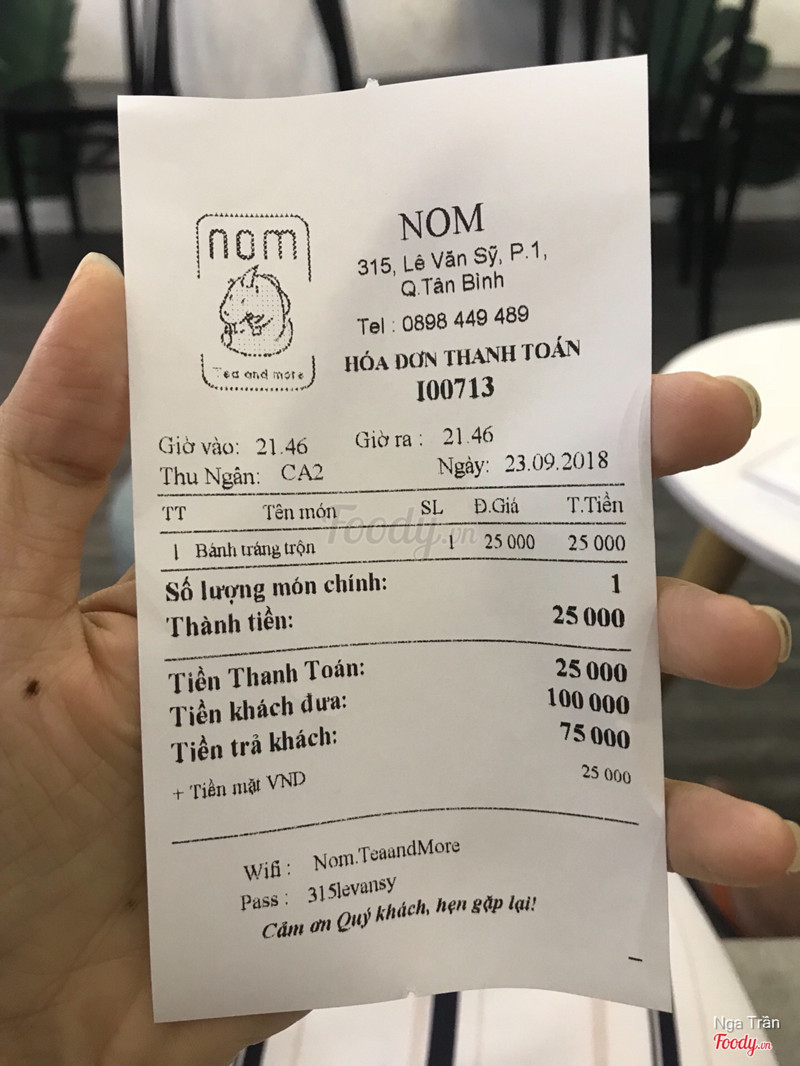 nom
Tea and more
NOM
315, Lê Văn Sỹ, P.1,
Q.Tân Bình
Tel : 0898 449 489
HÓA ĐƠN THANH TOÁN
I00713
Giờ vào: 21.46 Giờ ra : 21.46
Thu Ngân: CA2 Ngày: 23.09.2018
TT Tên món SL Đ.Giá T.Tiền
1 Bánh tráng trộn 1 25 000 25 000
Foody.vn
Số lượng món chính: 1
Thành tiền: 25 000
Tiền Thanh Toán: 25 000
Tiền khách đưa: 100 000
Tiền trả khách: 75 000
+ Tiền mặt VND 25 000
Wifi : Nom.TeaandMore
Pass : 315levansy
Cảm ơn Quý khách, hẹn gặp lại!
Nga Trần
Foody.vn